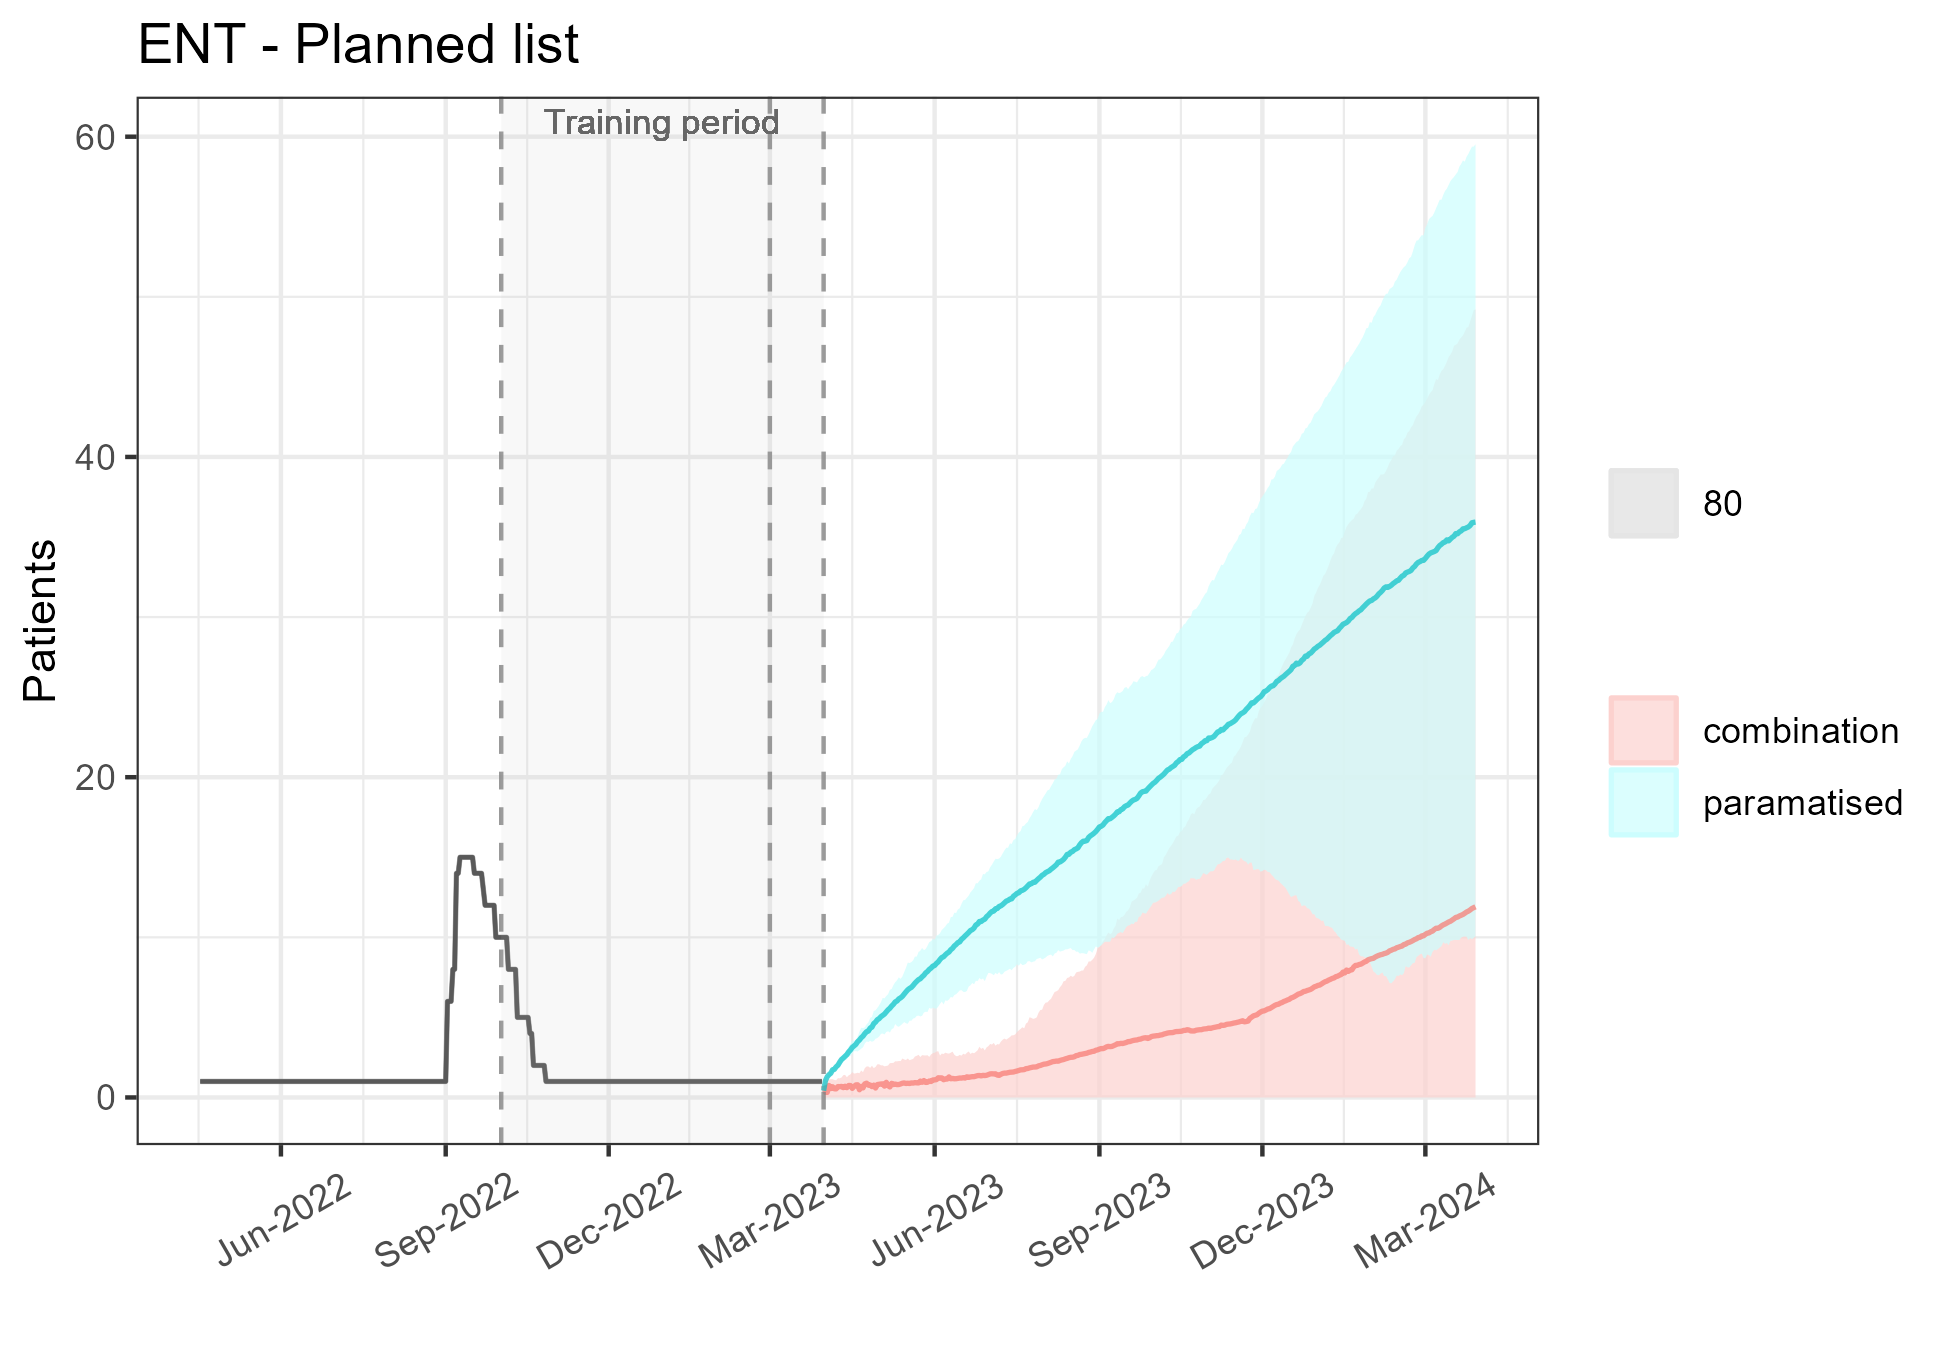 ENT - Planned list
Training period
60
40
20
0
Patients
Jun-2022
Sep-2022
Dec-2022
Mar-2023
Jun-2023
Sep-2023
Dec-2023
Mar-2024
80
combination
paramatised